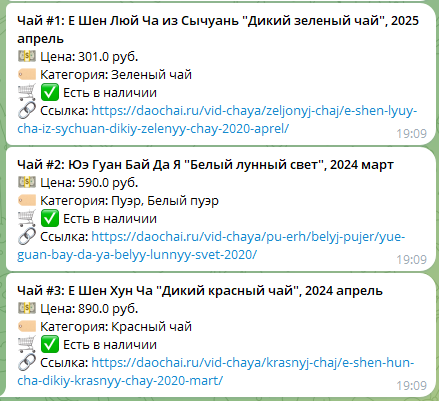 Чай #1: Е Шен Люй Ча из Сычуань "Дикий зеленый чай", 2025
апрель
Цена: 301.0 руб.
Категория: Зеленый чай
Есть в наличии
Ссылка: https://daochai.ru/vid-chaya/zeljonyj-chaj/e-shen-lyuy-
cha-iz-sychuan-dikiy-zelenyy-chay-2020-aprel/
19:09
Чай #2: Юэ Гуан Бай Да Я "Белый лунный свет", 2024 март
Цена: 590.0 руб.
Категория: Пуэр, Белый пуэр
Есть в наличии
Ссылка: https://daochai.ru/vid-chaya/pu-erh/belyj-pujer/yue-
guan-bay-da-ya-belyy-lunnyy-svet-2020/
19:09
Чай #3: Е Шен Хун Ча "Дикий красный чай", 2024 апрель
Цена: 890.0 руб.
Категория: Красный чай
Есть в наличии
Ссылка: https://daochai.ru/vid-chaya/krasnyj-chaj/e-shen-hun-
cha-dikiy-krasnyy-chay-2020-mart/
19:09